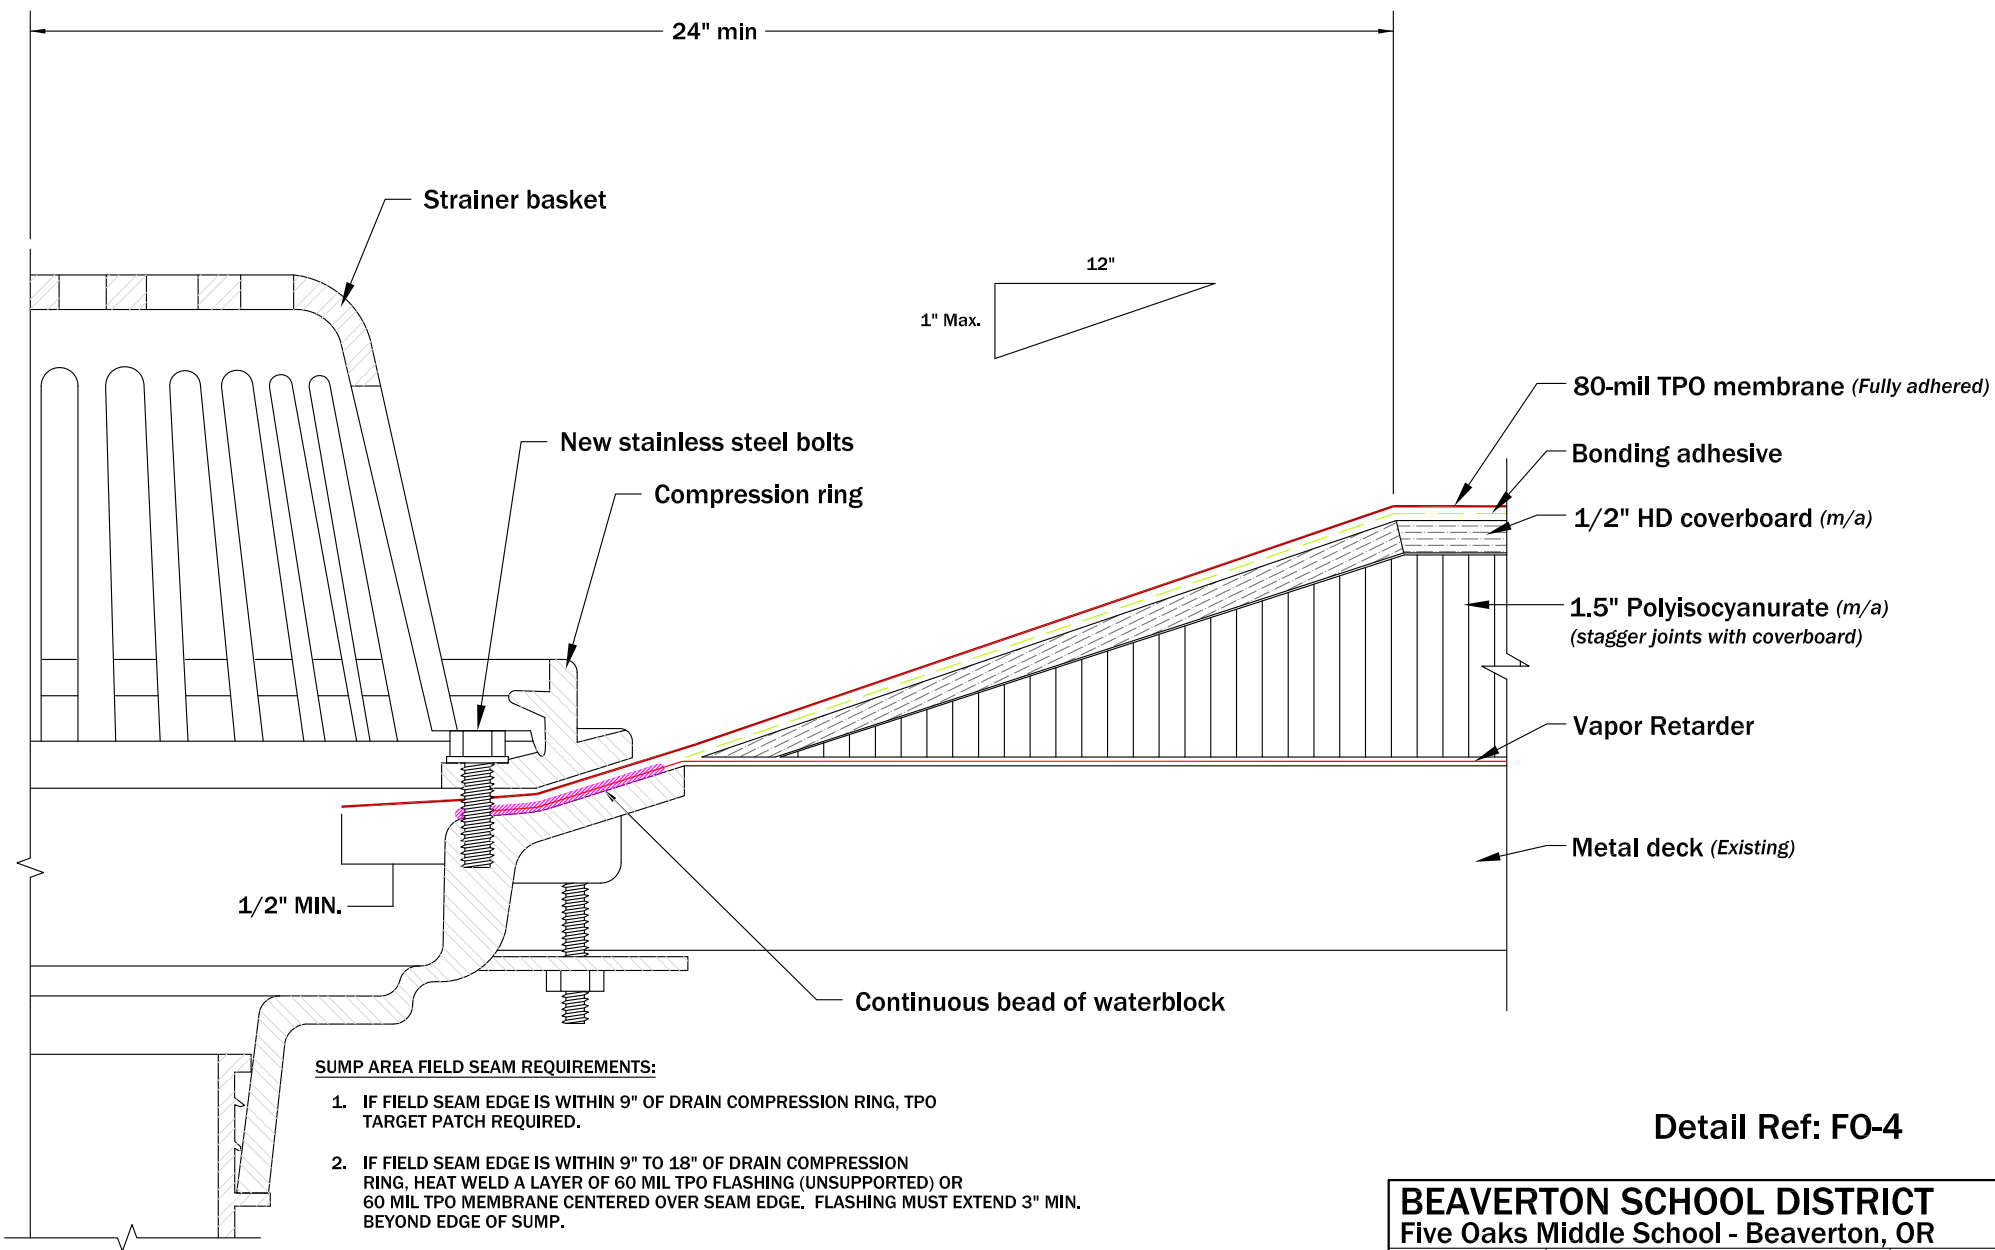 24" min
Strainer basket
12"
1" Max.
80-mil TPO membrane (Fully adhered)
New stainless steel bolts
Bonding adhesive
Compression ring
1/2" HD coverboard (m/a)
1.5" Polyisocyanurate (m/a)
(stagger joints with coverboard)
Vapor Retarder
Metal deck (Existing)
1/2" MIN.
Continuous bead of waterblock
SUMP AREA FIELD SEAM REQUIREMENTS:
1. IF FIELD SEAM EDGE IS WITHIN 9" OF DRAIN COMPRESSION RING, TPO
TARGET PATCH REQUIRED.
2. IF FIELD SEAM EDGE IS WITHIN 9" TO 18" OF DRAIN COMPRESSION
RING, HEAT WELD A LAYER OF 60 MIL TPO FLASHING (UNSUPPORTED) OR
60 MIL TPO MEMBRANE CENTERED OVER SEAM EDGE. FLASHING MUST EXTEND 3" MIN.
BEYOND EDGE OF SUMP.
Detail Ref: FO-4
BEAVERTON SCHOOL DISTRICT
Five Oaks Middle School - Beaverton, OR